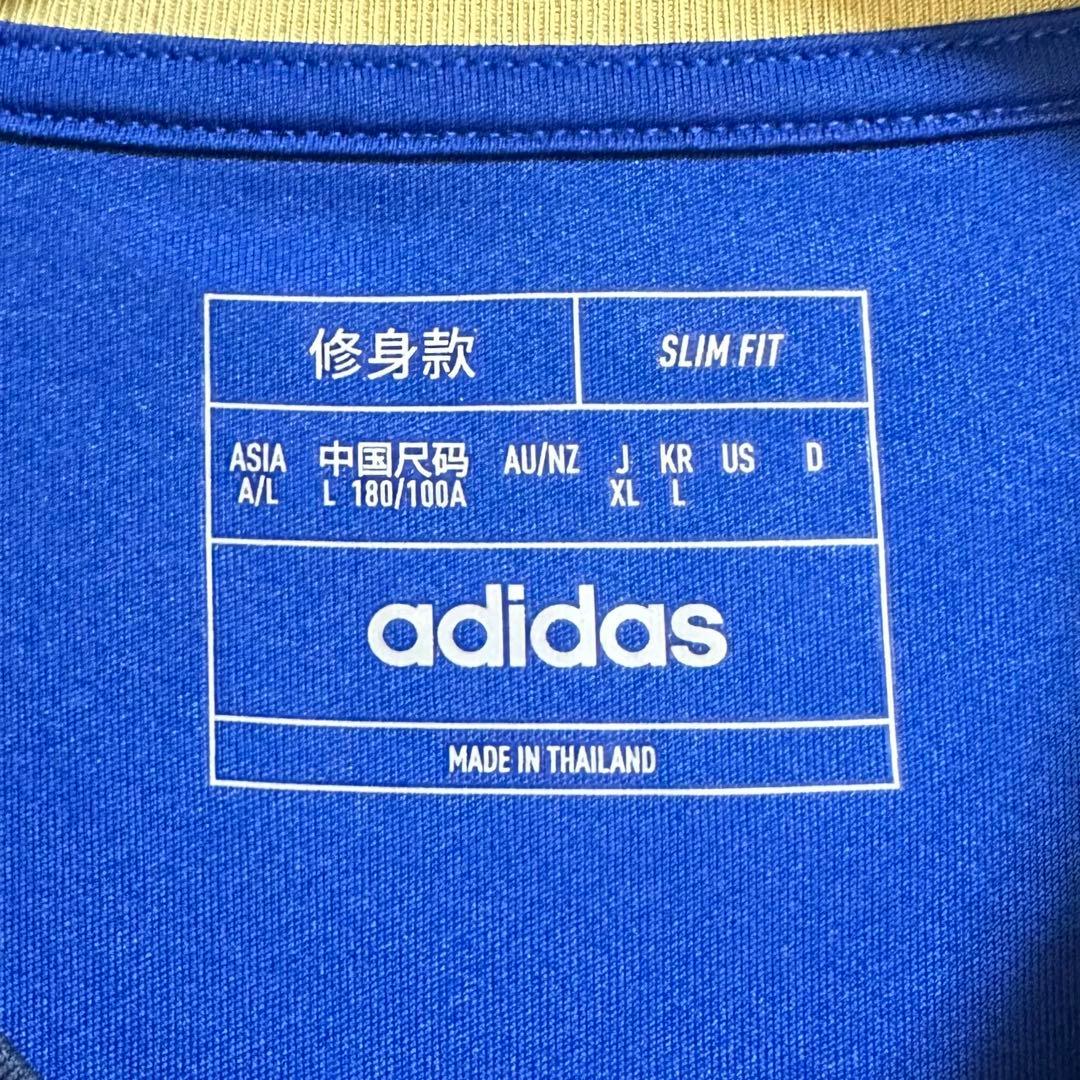 修身款 SLIM FIT
ASIA 中国尺码 AU/NZ J KR US D
A/L L 180/100A XL L
adidas
MADE IN THAILAND